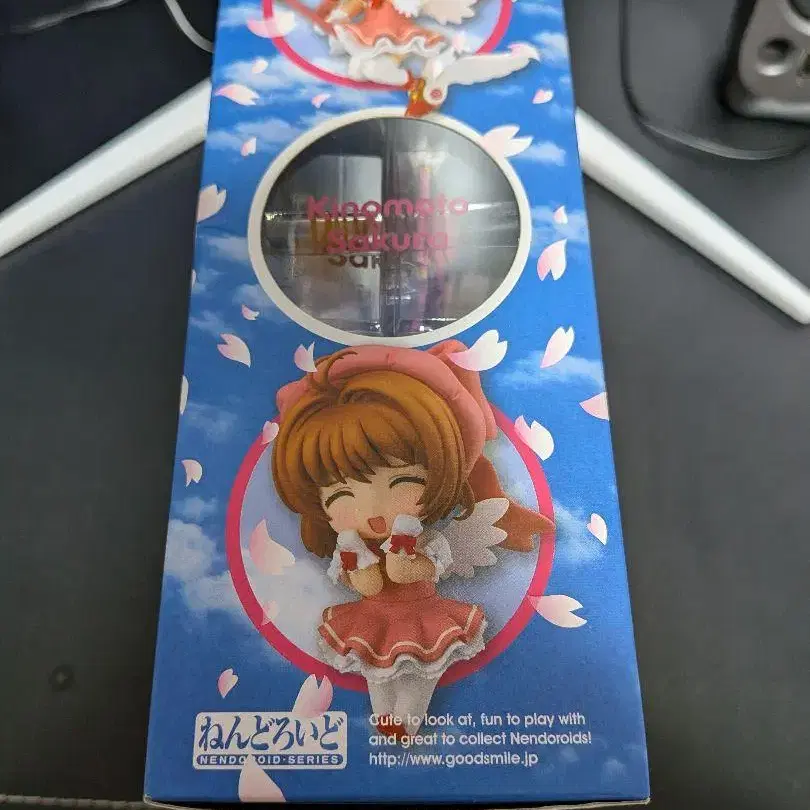 Kinomoto
Sakura
ねんどろいど
NENDOROID·SERIES
Cute to look at, fun to play with
and great to collect Nendoroids!
http://www.goodsmile.jp